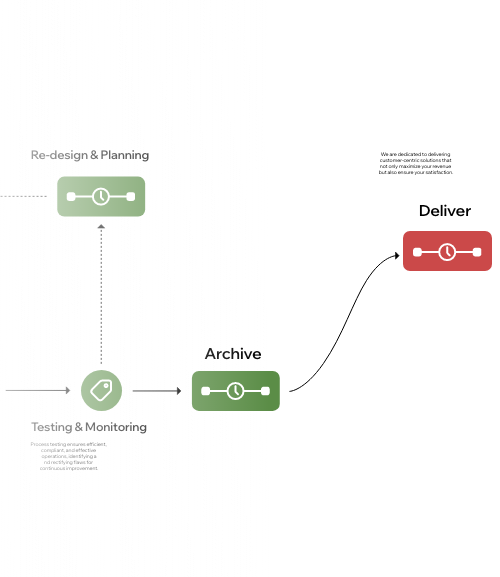 Re-design & Planning
We are dedicated to delivering
customer-centric solutions that
not only maximize your revenue
but also ensure your satisfaction.
Deliver
Archive
Testing & Monitoring
Process testing ensures efficient,
compliant, and effective
operations, identifying a
nd rectifying flaws for
continuous improvement.